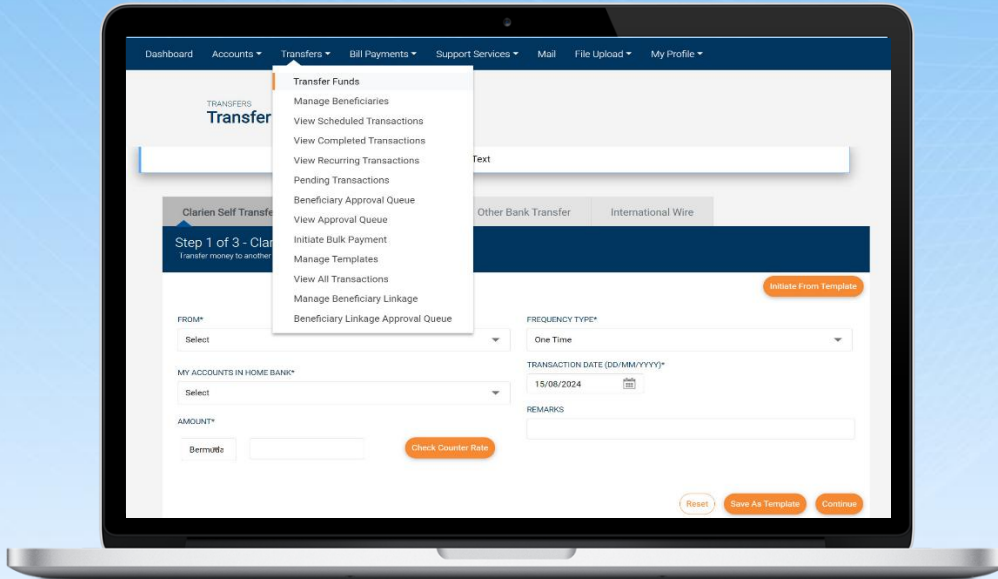 Dashboard Accounts Transfers Bill Payments Support Services Mail File Upload My Profile
Transfer Funds
Manage Beneficiaries
View Scheduled Transactions
View Completed Transactions
View Recurring Transactions
Pending Transactions
Beneficiary Approval Queue
View Approval Queue
Initiate Bulk Payment
Manage Templates
View All Transactions
Manage Beneficiary Linkage
Beneficiary Linkage Approval Queue
TRANSFERS
Transfer
Text
Clarien Self Transfe Other Bank Transfer International Wire
Step 1 of 3 - Clar
Transfer money to another
Initiate From Template
FROM*
Select
MY ACCOUNTS IN HOME BANK*
Select
AMOUNT*
Check Counter Rate
FREQUENCY TYPE*
One Time
TRANSACTION DATE (DD/MM/YYYY)*
15/08/2024
REMARKS
Reset Save As Template Continue